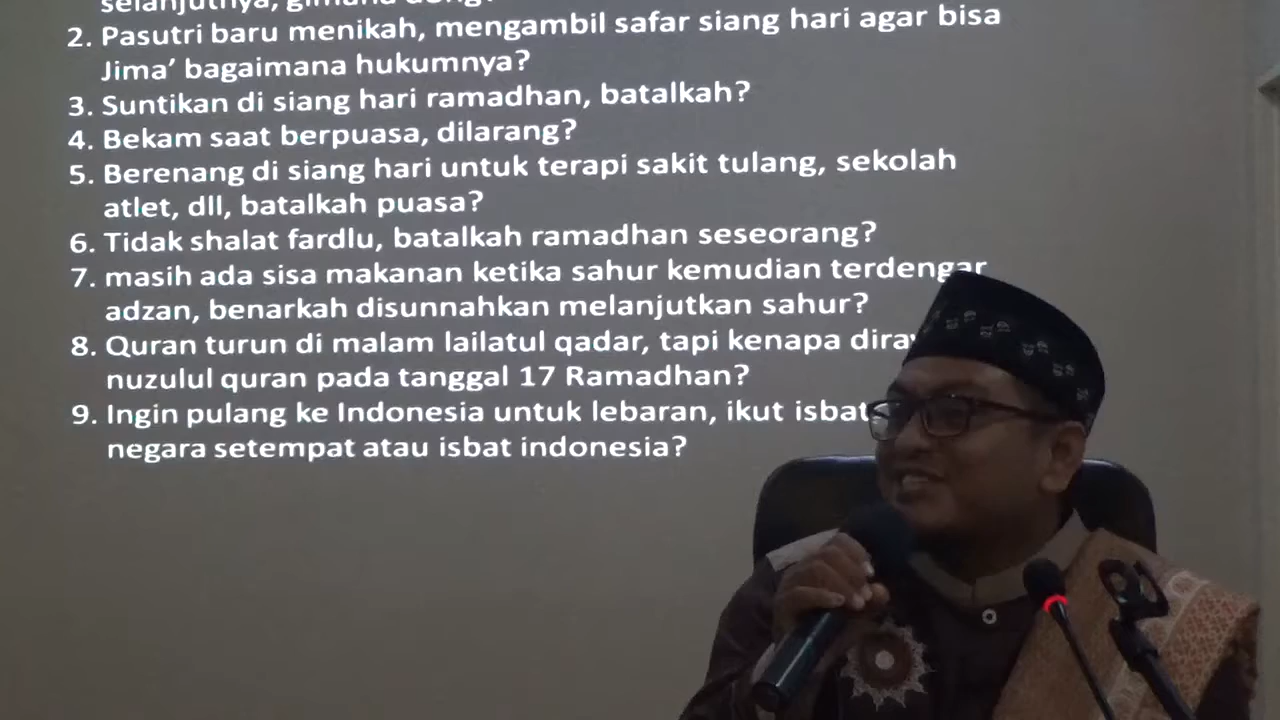 2. Pasutri baru menikah, mengambil safar siang hari agar bisa
Jima’ bagaimana hukumnya?
3. Suntikan di siang hari ramadhan, batalkah?
4. Bekam saat berpuasa, dilarang?
5. Berenang di siang hari untuk terapi sakit tulang, sekolah
atlet, dll, batalkah puasa?
6. Tidak shalat fardlu, batalkah ramadhan seseorang?
7. masih ada sisa makanan ketika sahur kemudian terdengar
adzan, benarkah disunnahkan melanjutkan sahur?
8. Quran turun di malam lailatul qadar, tapi kenapa
nuzulul quran pada tanggal 17 Ramadhan?
9. Ingin pulang ke Indonesia untuk lebaran, ikut isbat
negara setempat atau isbat indonesia?